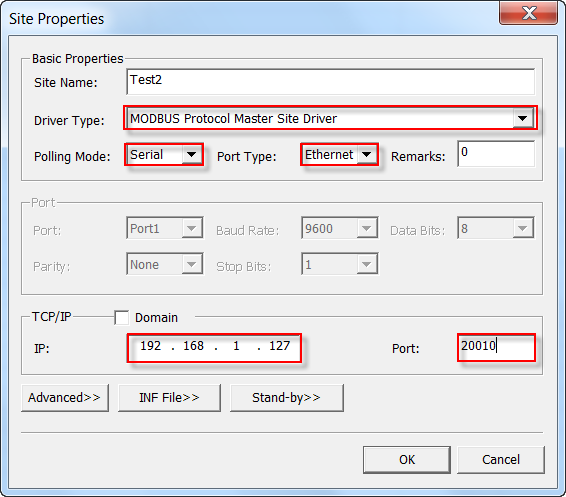 Site Properties
Basic Properties
Site Name: Test2
Driver Type: MODBUS Protocol Master Site Driver
Polling Mode: Serial Port Type: Ethernet Remarks: 0
Port
Port: Port1 Baud Rate: 9600 Data Bits: 8
Parity: None Stop Bits: 1
TCP/IP Domain
IP: 192 . 168 . 1 . 127 Port: 20010
Advanced>> INF File>> Stand-by>>
OK Cancel